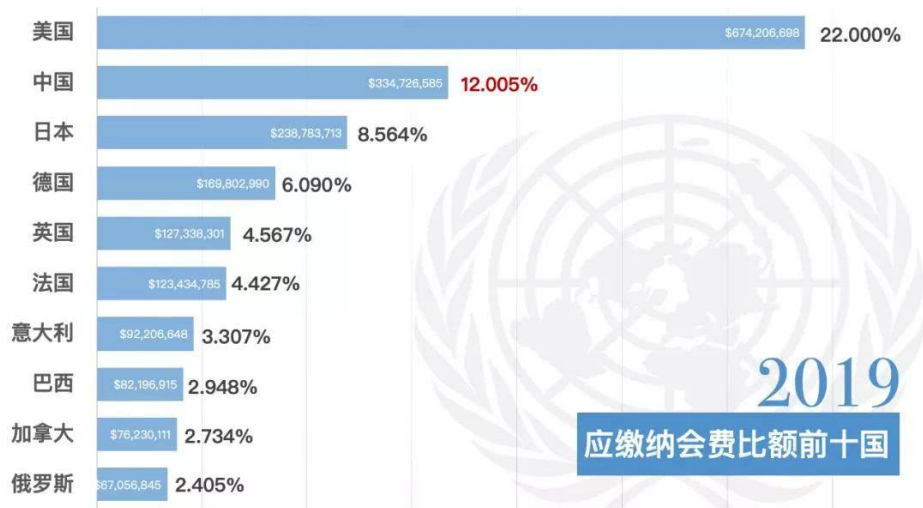 美国 $674,206,698 22.000%
中国 $334,726,585 12.005%
日本 $238,783,713 8.564%
德国 $169,802,990 6.090%
英国 $127,338,301 4.567%
法国 $123,434,785 4.427%
意大利 $92,206,648 3.307%
巴西 $82,196,915 2.948%
加拿大 $76,230,111 2.734%
俄罗斯 $67,056,845 2.405%
2019
应缴纳会费比额前十国